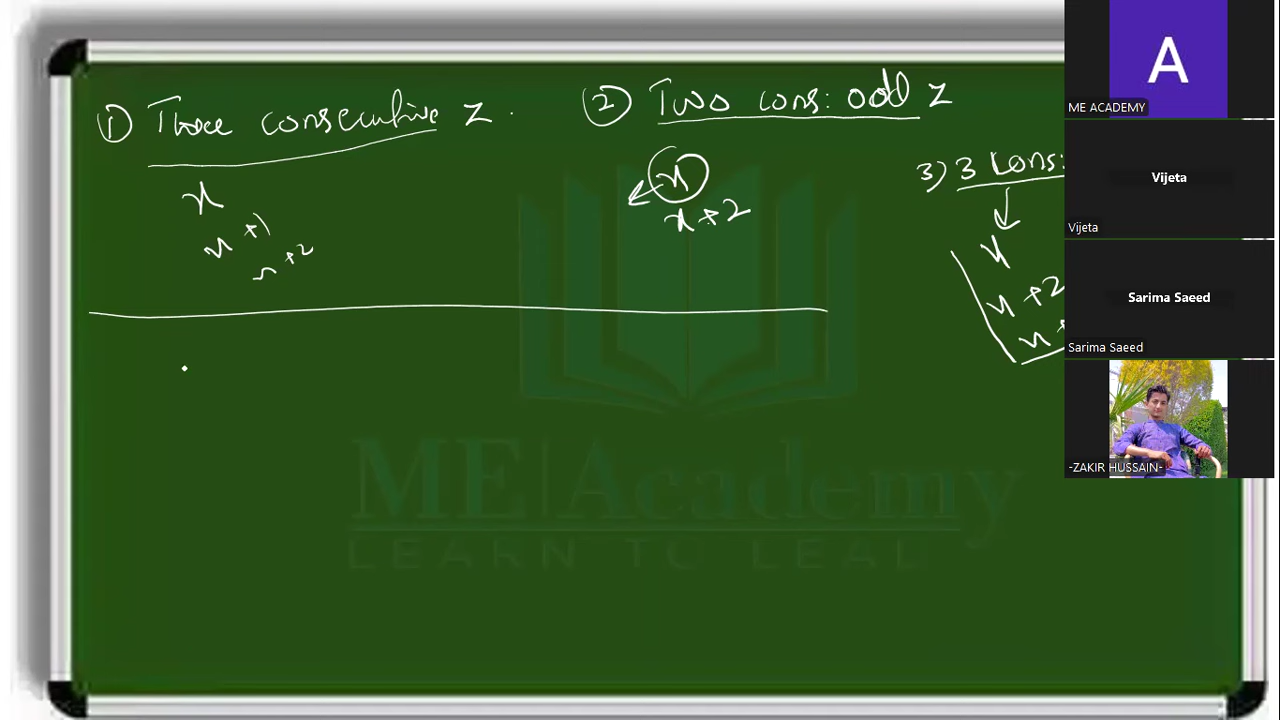 ① Three consecutive Z.
x
x+1
x+2
② Two cons: odd Z
x
x+2
3) 3 cons:
x
x+2
x+
ME Academy
LEARN TO LEA
A
ME ACADEMY
Vijeta
Vijeta
Sarima Saeed
Sarima Saeed
-ZAKIR HUSSAIN-